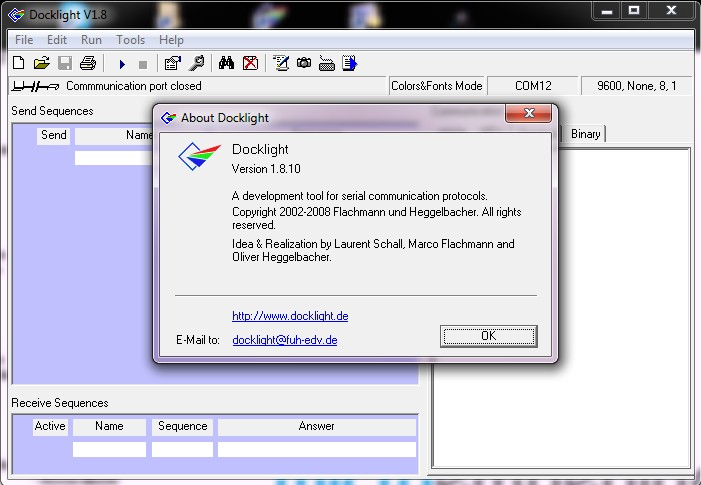 Docklight V1.8
File Edit Run Tools Help
Commmunication port closed
Colors&Fonts Mode
COM12
9600, None, 8, 1
Send Sequences
Send
Binary
About Docklight
Docklight
Version 1.8.10
A development tool for serial communication protocols.
Copyright 2002-2008 Flachmann und Heggelbacher. All rights
reserved.
Idea & Realization by Laurent Schall, Marco Flachmann and
Oliver Heggelbacher.
http://www.docklight.de
E-Mail to: docklight@fuh-edv.de
OK
Receive Sequences
Active Name Sequence Answer